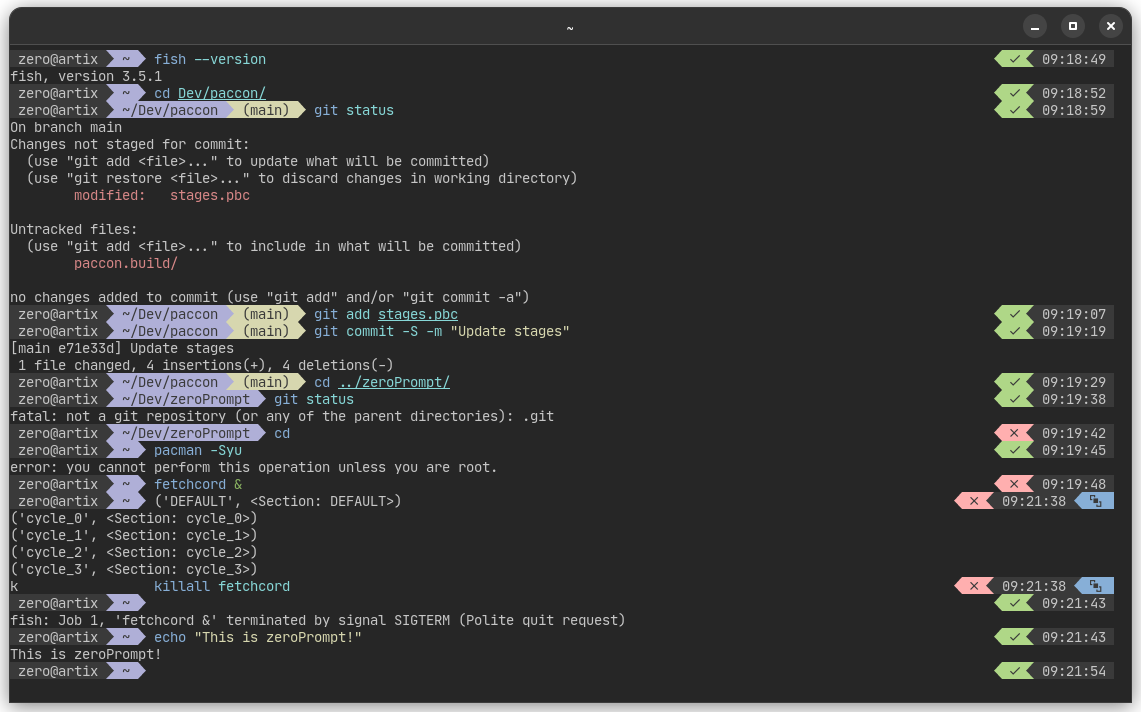 ~
zero@artix ~ fish --version ✓ 09:18:49
fish, version 3.5.1
zero@artix ~ cd Dev/paccon/ ✓ 09:18:52
zero@artix ~/Dev/paccon (main) git status ✓ 09:18:59
On branch main
Changes not staged for commit:
  (use "git add <file>..." to update what will be committed)
  (use "git restore <file>..." to discard changes in working directory)
        modified:   stages.pbc

Untracked files:
  (use "git add <file>..." to include in what will be committed)
        paccon.build/

no changes added to commit (use "git add" and/or "git commit -a")
zero@artix ~/Dev/paccon (main) git add stages.pbc ✓ 09:19:07
zero@artix ~/Dev/paccon (main) git commit -S -m "Update stages" ✓ 09:19:19
[main e71e33d] Update stages
 1 file changed, 4 insertions(+), 4 deletions(-)
zero@artix ~/Dev/paccon (main) cd ../zeroPrompt/ ✓ 09:19:29
zero@artix ~/Dev/zeroPrompt git status ✓ 09:19:38
fatal: not a git repository (or any of the parent directories): .git
zero@artix ~/Dev/zeroPrompt cd ✕ 09:19:42
zero@artix ~ pacman -Syu ✓ 09:19:45
error: you cannot perform this operation unless you are root.
zero@artix ~ fetchcord & ✕ 09:19:48
zero@artix ~ ('DEFAULT', <Section: DEFAULT>) ✕ 09:21:38
('cycle_0', <Section: cycle_0>)
('cycle_1', <Section: cycle_1>)
('cycle_2', <Section: cycle_2>)
('cycle_3', <Section: cycle_3>)
k                 killall fetchcord ✕ 09:21:38
zero@artix ~ ✓ 09:21:43
fish: Job 1, 'fetchcord &' terminated by signal SIGTERM (Polite quit request)
zero@artix ~ echo "This is zeroPrompt!" ✓ 09:21:43
This is zeroPrompt!
zero@artix ~ ✓ 09:21:54